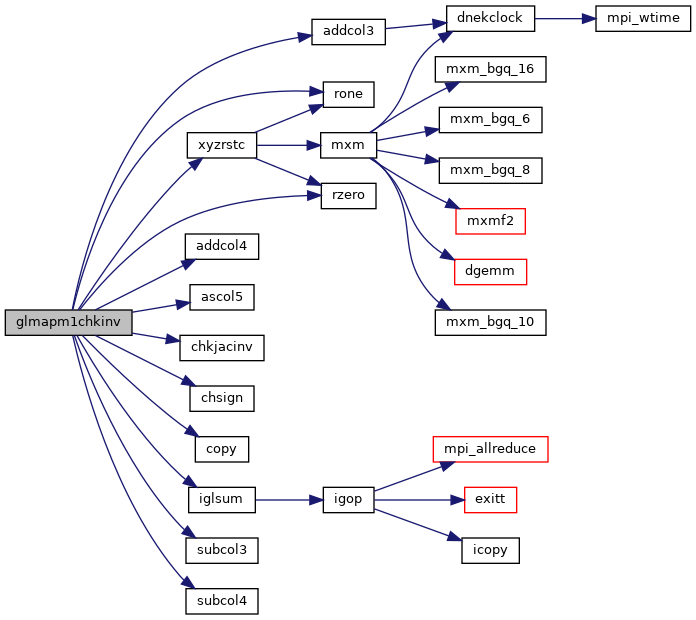 glmapm1chkinv
addcol3
dnekclock
mpi_wtime
rone
xyzrstc
mxm
rzero
mxm_bgq_16
mxm_bgq_6
mxm_bgq_8
mxmf2
dgemm
mxm_bgq_10
addcol4
ascol5
chkjacinv
chsign
copy
iglsum
igop
mpi_allreduce
exitt
icopy
subcol3
subcol4